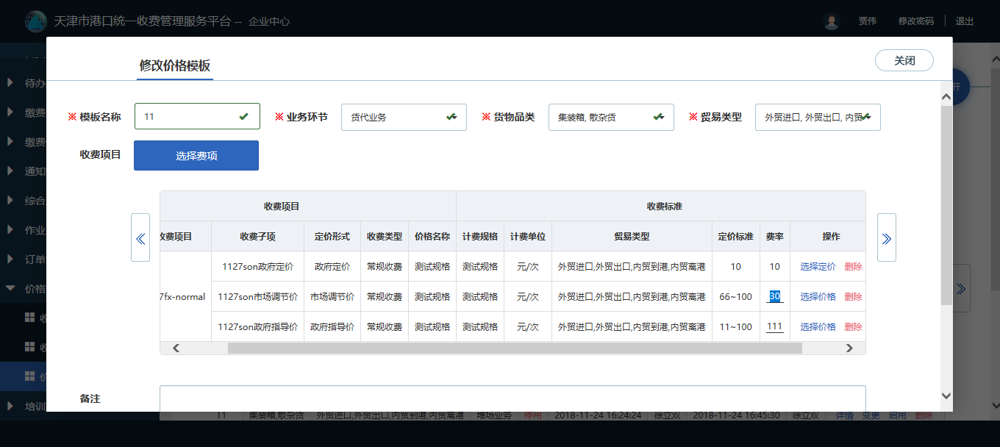 天津市港口统一收费管理服务平台 -- 企业中心
贾伟 修改密码 退出
修改价格模板
关闭
待办
缴费
缴费
通知
综合
作业
订单
价格
收
收
价
培训
开
※ 模板名称 11
※ 业务环节 货代业务
※ 货物品类 集装箱, 散杂货
※ 贸易类型 外贸进口, 外贸出口, 内贸
收费项目 选择费项
收费项目 收费标准
收费项目 收费子项 定价形式 收费类型 价格名称 计费规格 计费单位 贸易类型 定价标准 费率 操作
1127son政府定价 政府定价 常规收费 测试规格 测试规格 元/次 外贸进口,外贸出口,内贸到港,内贸离港 10 10 选择定价 删除
7fx-normal 1127son市场调节价 市场调节价 常规收费 测试规格 测试规格 元/次 外贸进口,外贸出口,内贸到港,内贸离港 66~100 30 选择价格 删除
1127son政府指导价 政府指导价 常规收费 测试规格 测试规格 元/次 外贸进口,外贸出口,内贸到港,内贸离港 11~100 111 选择价格 删除
备注
11 集装箱,散杂货 外贸进口,外贸出口,内贸到港,内贸离港 堆场业务 停用 2018-11-24 16:24:24 徐立双 2018-11-24 16:45:30 徐立双 详情 变更 启用 删除